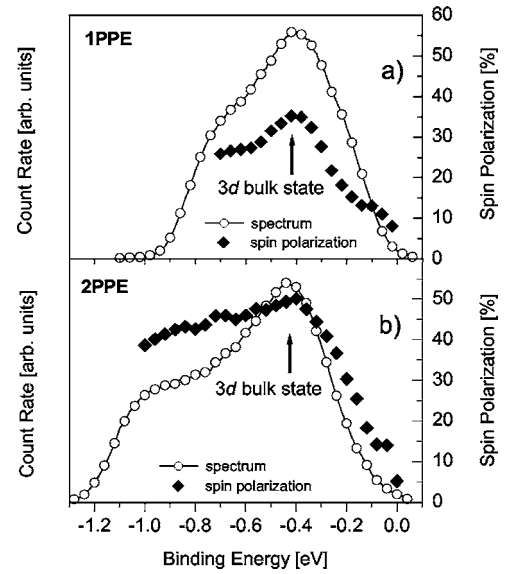 1PPE
a)
3d bulk state
spectrum
spin polarization
Count Rate [arb. units]
Spin Polarization [%]
60
50
40
30
20
10
0
2PPE
b)
3d bulk state
spectrum
spin polarization
Count Rate [arb. units]
Spin Polarization [%]
50
40
30
20
10
0
-1.2 -1.0 -0.8 -0.6 -0.4 -0.2 0.0
Binding Energy [eV]